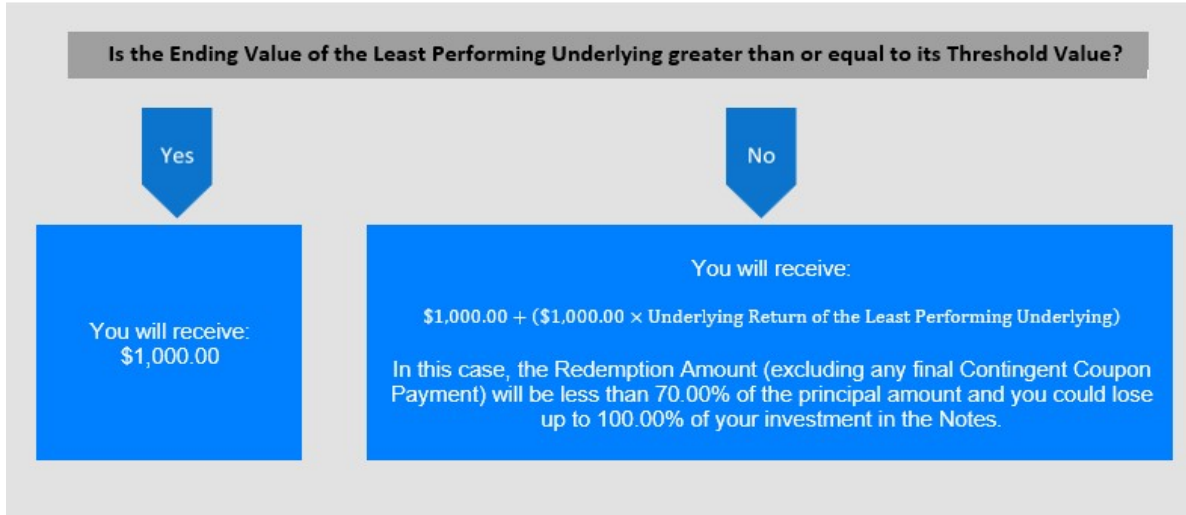 Is the Ending Value of the Least Performing Underlying greater than or equal to its Threshold Value?
Yes
No
You will receive:
$1,000.00
You will receive:
$1,000.00 + ($1,000.00 × Underlying Return of the Least Performing Underlying)
In this case, the Redemption Amount (excluding any final Contingent Coupon
Payment) will be less than 70.00% of the principal amount and you could lose
up to 100.00% of your investment in the Notes.